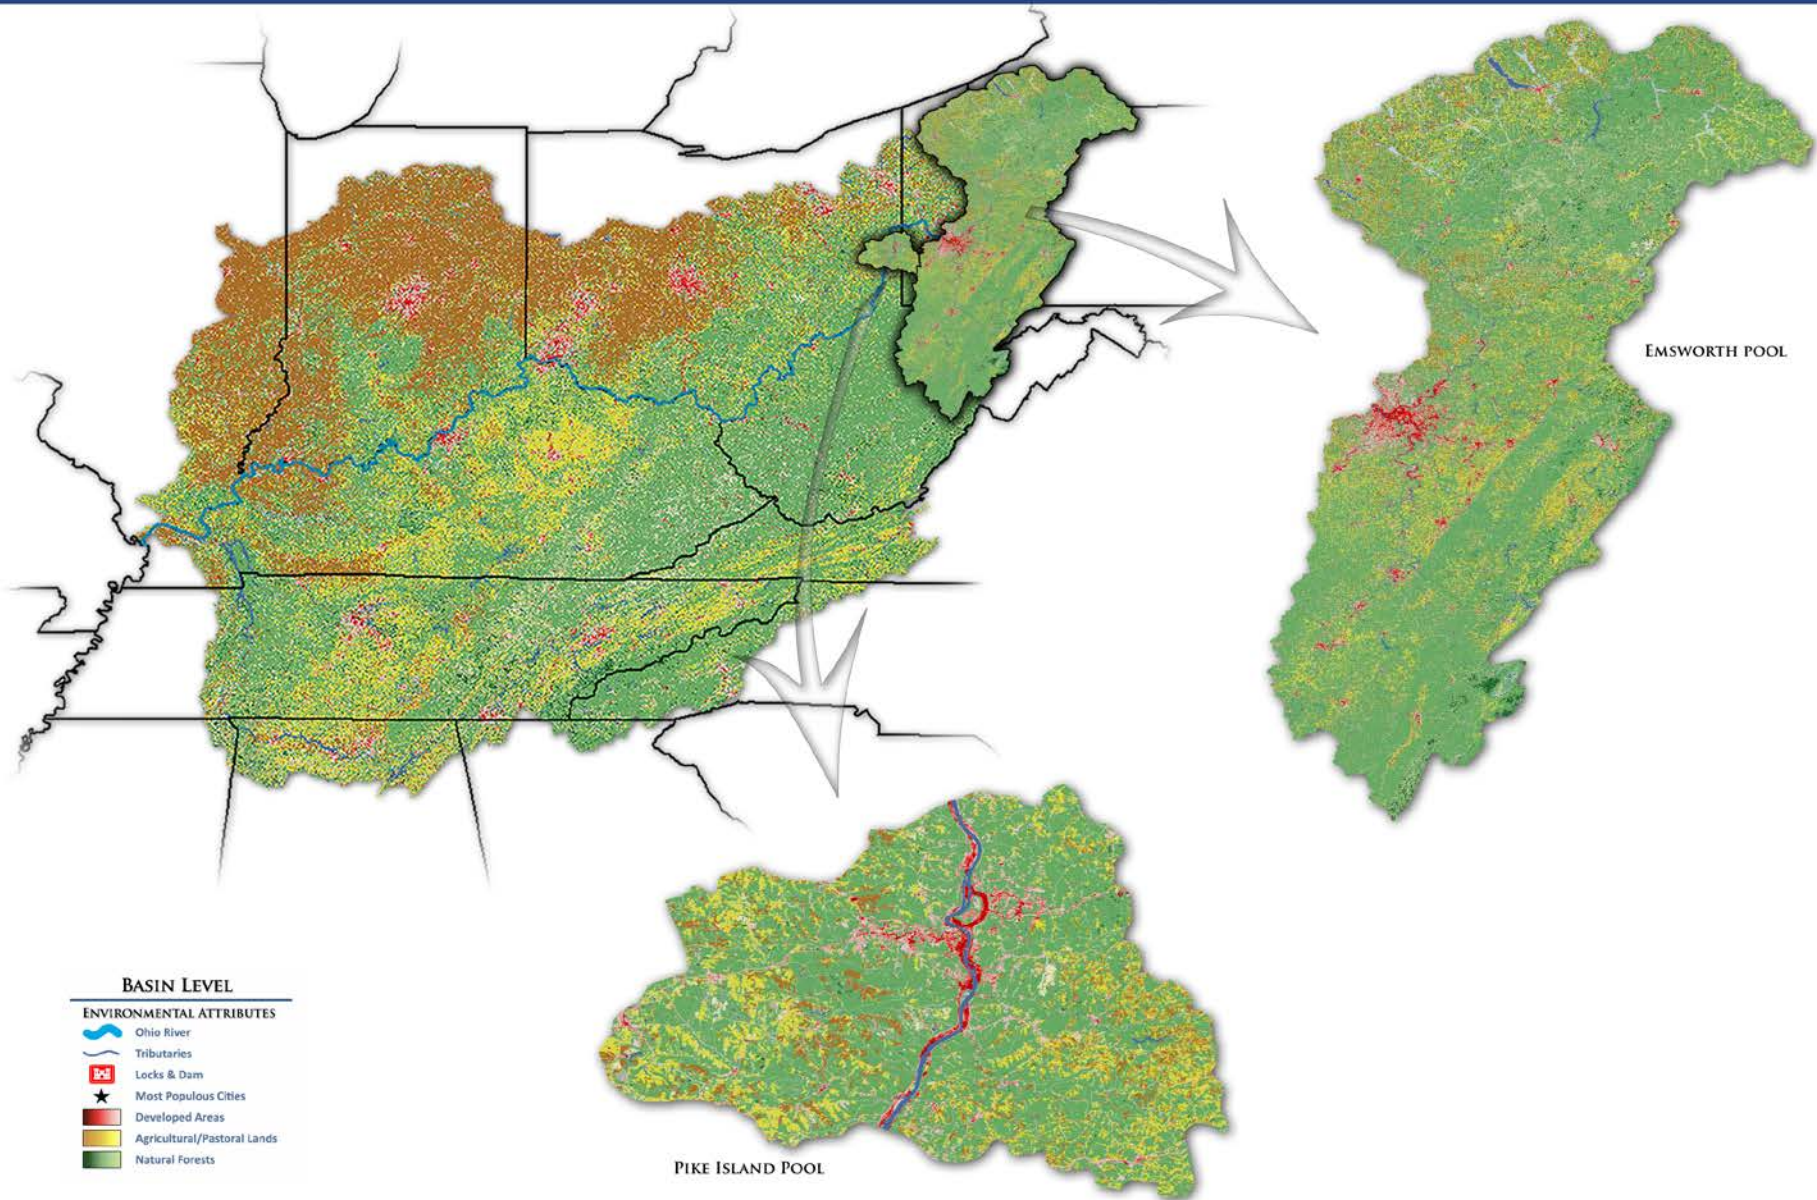 EMSWORTH POOL
BASIN LEVEL
ENVIRONMENTAL ATTRIBUTES
Ohio River
Tributaries
Locks & Dam
Most Populous Cities
Developed Areas
Agricultural/Pastoral Lands
Natural Forests
PIKE ISLAND POOL